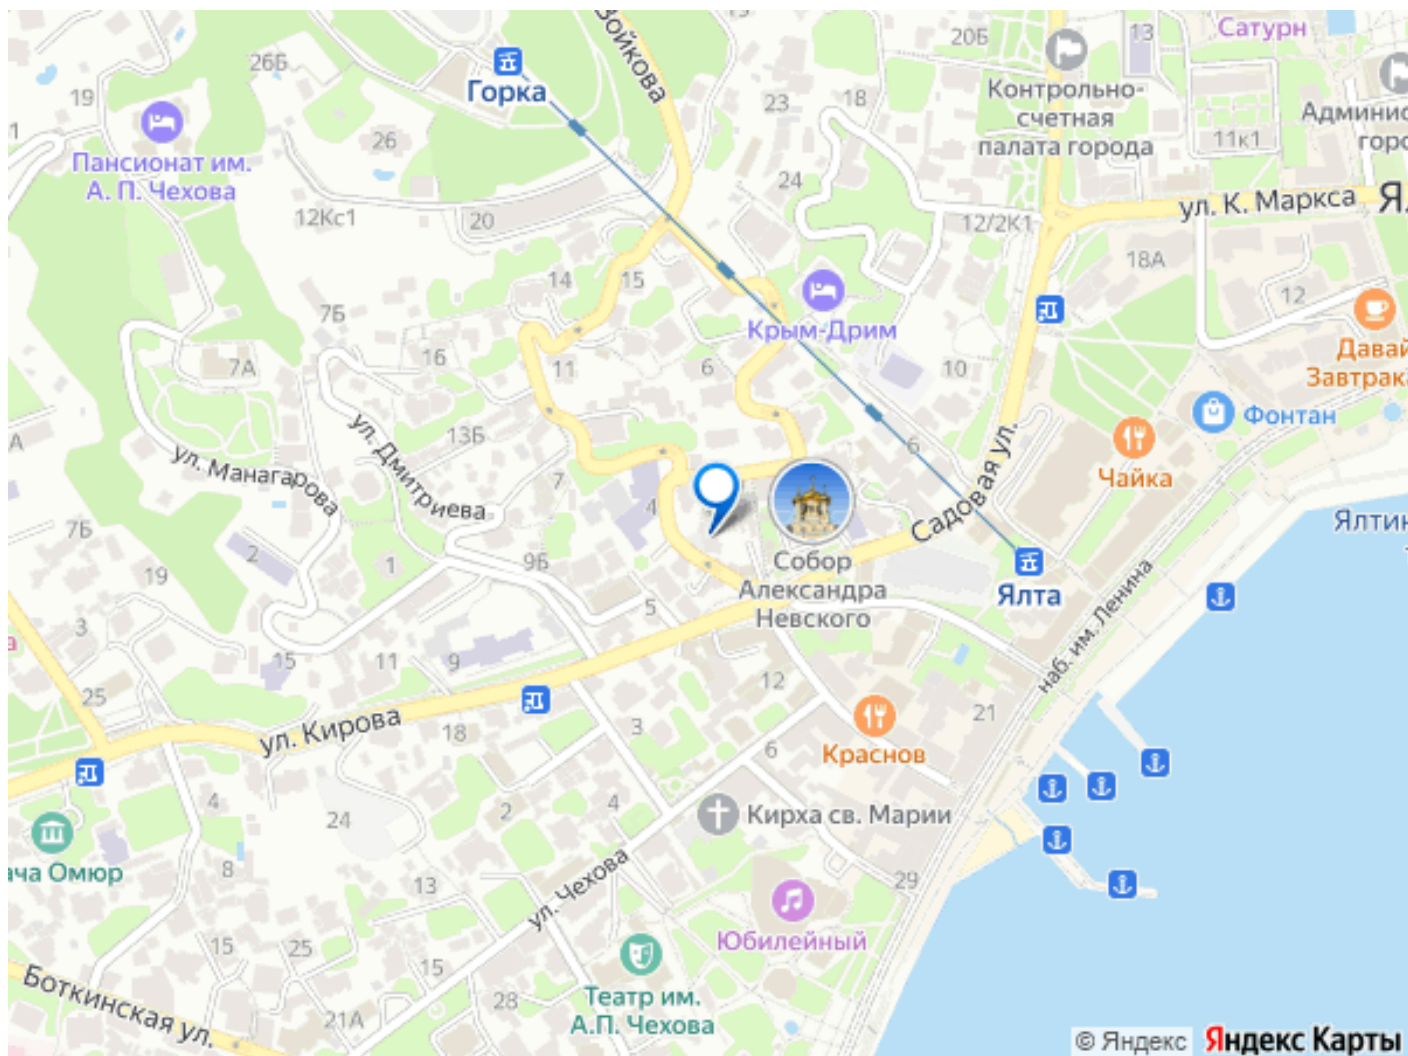 Войкова
20Б
13
Сатурн
15
26Б
Горка
19
Контрольно-
счетная
палата города
23
18
Пансионат им.
А. П. Чехова
26
11к1
24
ул. К. Маркса
12Кс1
20
12/2К1
18А
14
15
7Б
Крым-Дрим
12
Давай
16
7А
11
6
10
Завтрак
Фонтан
ул. Дмитриева
13Б
6
Чайка
ул. Манагарова
7
4
Садовая ул.
7Б
2
9Б
1
19
Собор
Александра
Невского
Ялта
наб. им. Ленина
5
3
15
11
9
25
12
21
ул. Кирова
18
3
6
Краснов
4
24
2
4
Кирха св. Марии
ача Омюр
8
13
ул. Чехова
29
Юбилейный
15
25
15
Боткинская ул.
28
Театр им.
А.П. Чехова
21А
© Яндекс Яндекс Карты